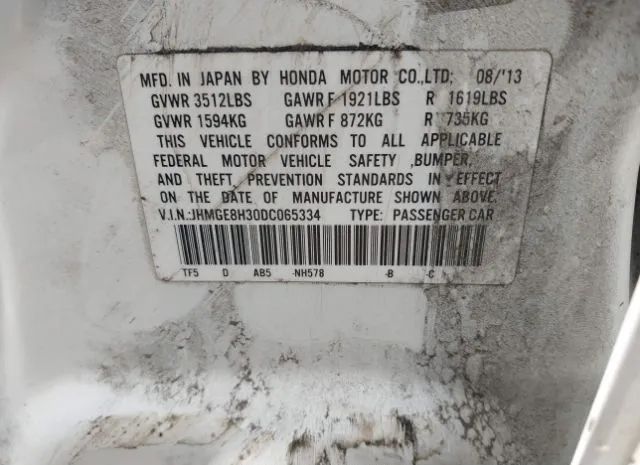 MFD. IN JAPAN BY HONDA MOTOR CO.,LTD; 08/'13
GVWR 3512LBS GAWR F 1921LBS R 1619LBS
GVWR 1594KG GAWR F 872KG R 735KG
THIS VEHICLE CONFORMS TO ALL APPLICABLE
FEDERAL MOTOR VEHICLE SAFETY ,BUMPER,
AND THEFT PREVENTION STANDARDS IN EFFECT
ON THE DATE OF MANUFACTURE SHOWN ABOVE.
V.I.N.:JHMGE8H30DC065334 TYPE: PASSENGER CAR
TF5 D AB5 -NH578 -B -C